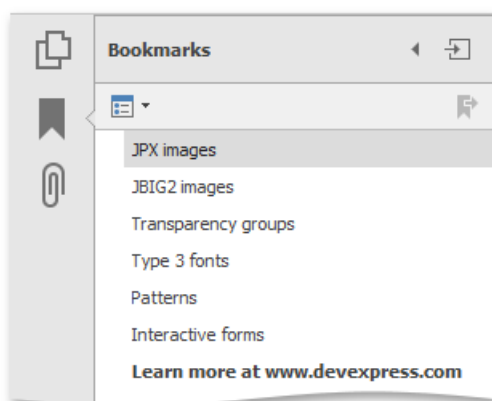 Bookmarks
JPX images
JBIG2 images
Transparency groups
Type 3 fonts
Patterns
Interactive forms
Learn more at www.devexpress.com